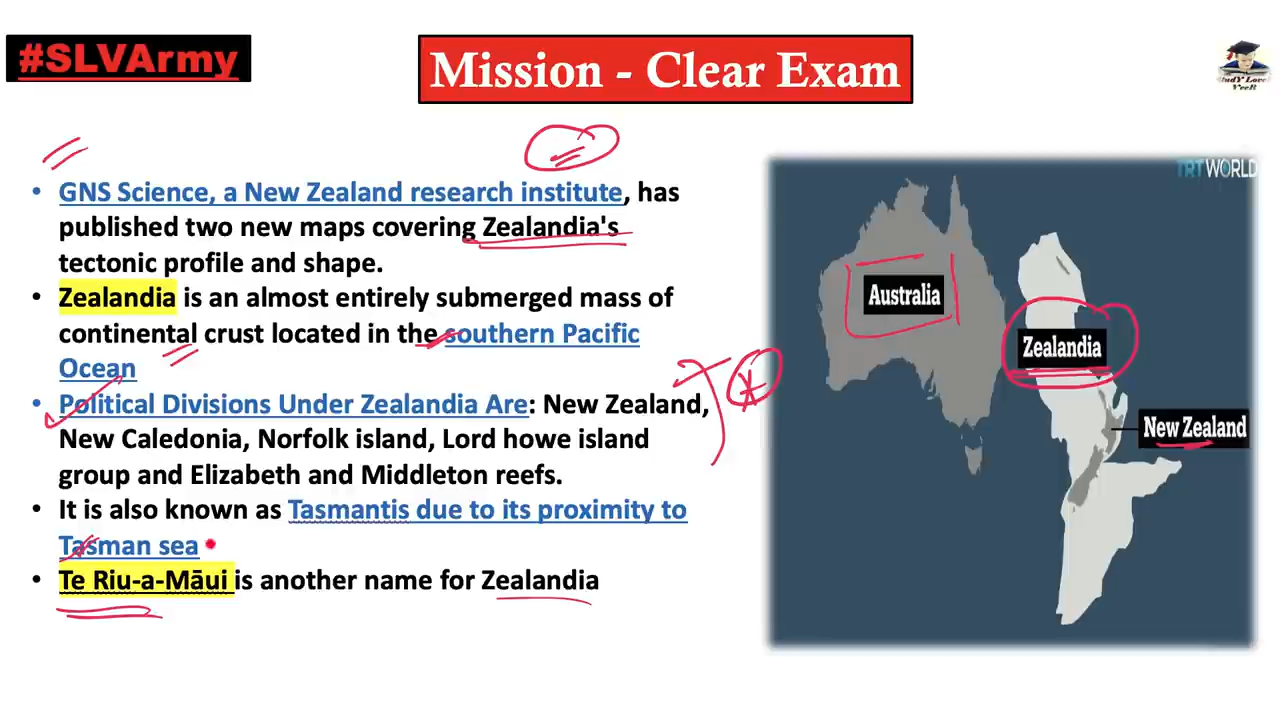 #SLVArmy
Mission - Clear Exam
StudY Lover
VeeR
• GNS Science, a New Zealand research institute, has
published two new maps covering Zealandia's
tectonic profile and shape.
• Zealandia is an almost entirely submerged mass of
continental crust located in the southern Pacific
Ocean
• Political Divisions Under Zealandia Are: New Zealand,
New Caledonia, Norfolk island, Lord howe island
group and Elizabeth and Middleton reefs.
• It is also known as Tasmantis due to its proximity to
Tasman sea
• Te Riu-a-Māui is another name for Zealandia
TRT WORLD
Australia
Zealandia
New Zealand